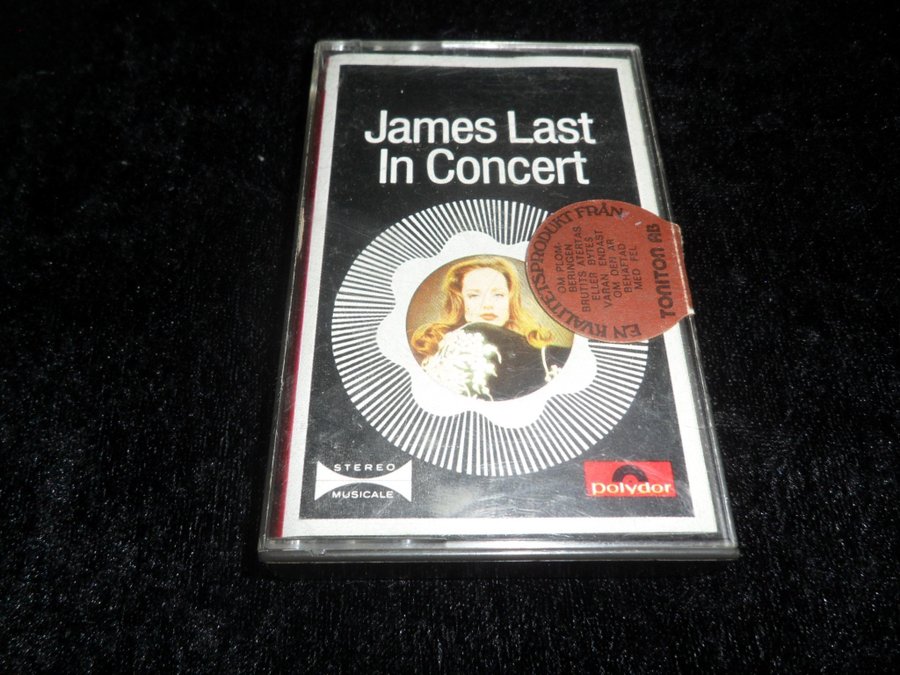 James Last
In Concert
EN KVALITETSPRODUKT FRÅN
TONITON AB
OM PLOM-
BERINGEN
BRUTITS ÅTERTAS
ELLER BYTES
VARAN ENDAST
OM DEN ÄR
BEHÄFTAD
MED FEL
STEREO
MUSICALE
polydor